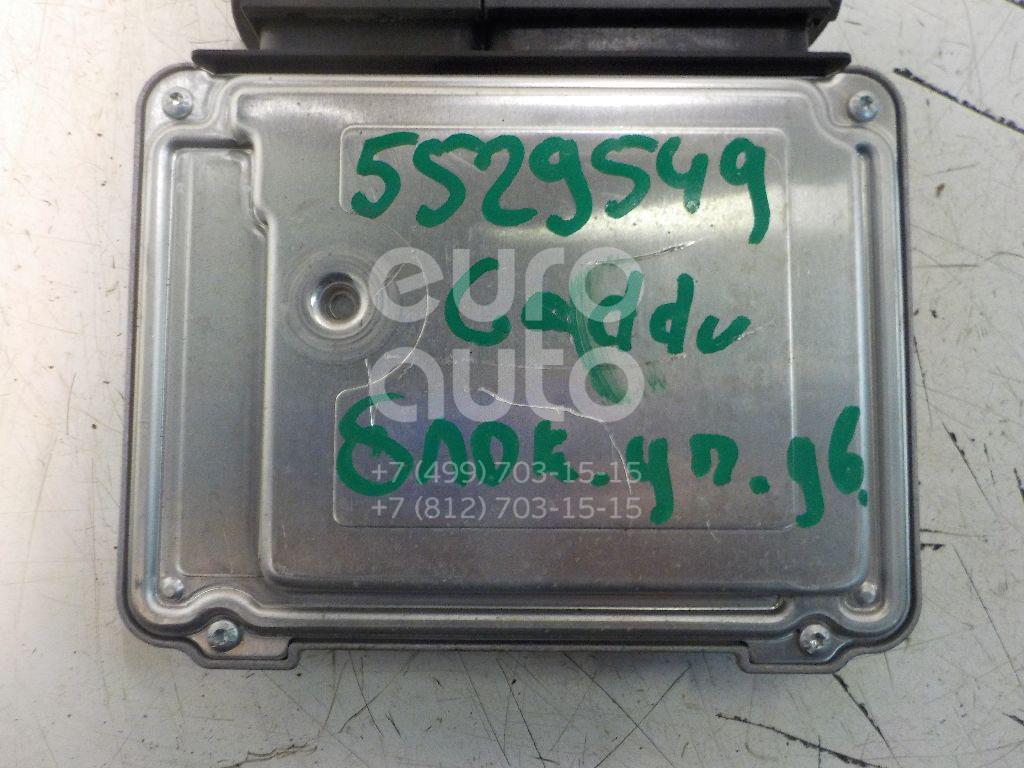 5529549
euro
Caddy
auto
блок.уп.дв.
+7 (499) 703-15-15
+7 (812) 703-15-15